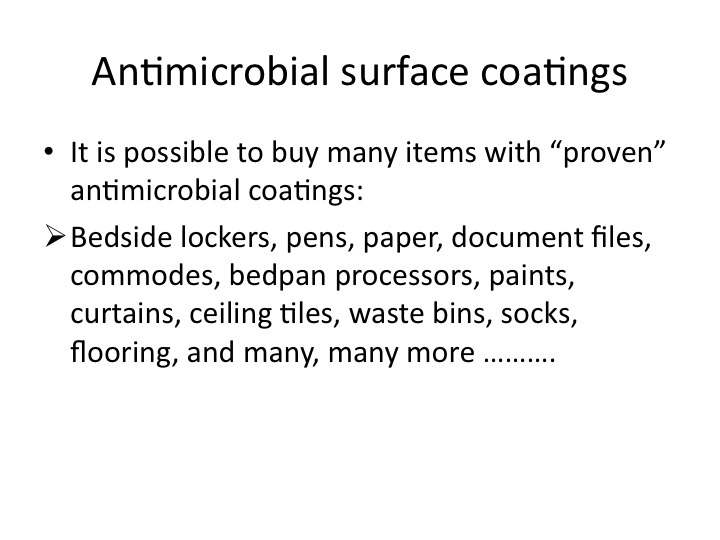 Antimicrobial surface coatings
• It is possible to buy many items with “proven”
antimicrobial coatings:
➢ Bedside lockers, pens, paper, document files,
commodes, bedpan processors, paints,
curtains, ceiling tiles, waste bins, socks,
flooring, and many, many more ……….